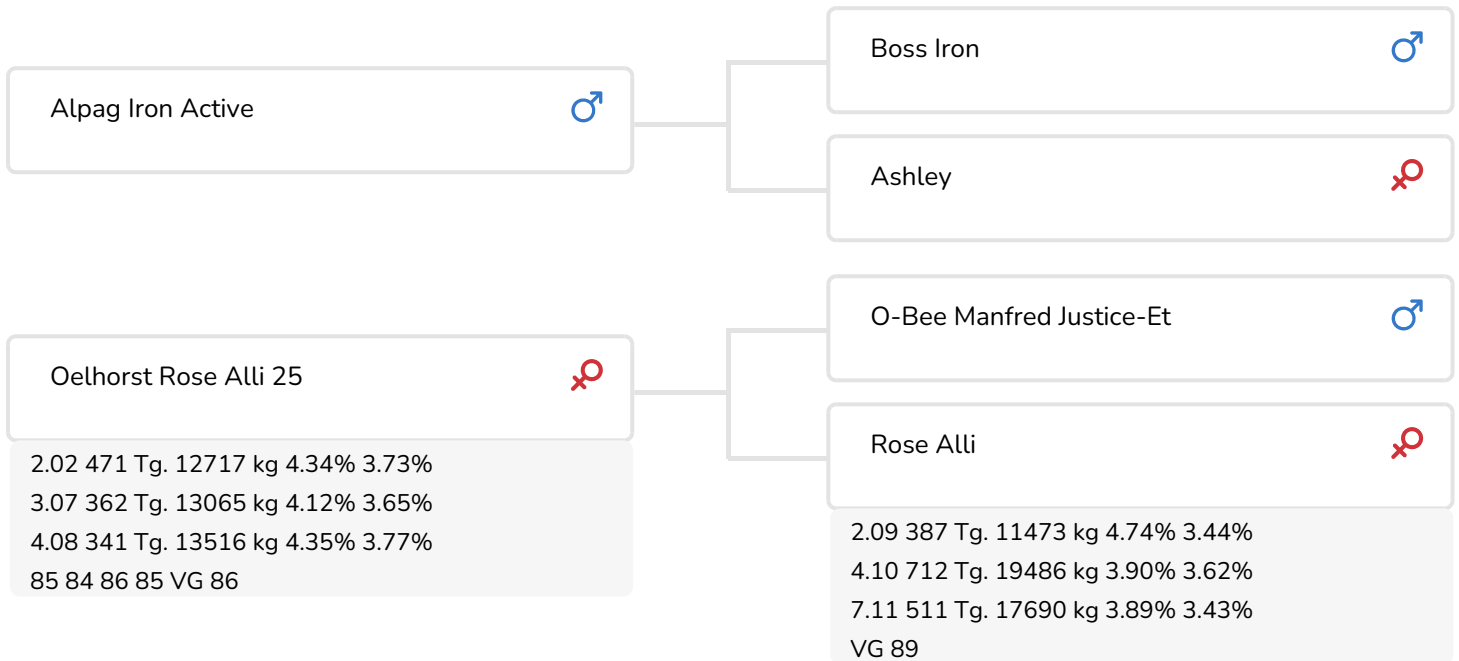 Alpag Iron Active
Boss Iron
Ashley
Oelhorst Rose Alli 25
2.02 471 Tg. 12717 kg 4.34% 3.73%
3.07 362 Tg. 13065 kg 4.12% 3.65%
4.08 341 Tg. 13516 kg 4.35% 3.77%
85 84 86 85 VG 86
O-Bee Manfred Justice-Et
Rose Alli
2.09 387 Tg. 11473 kg 4.74% 3.44%
4.10 712 Tg. 19486 kg 3.90% 3.62%
7.11 511 Tg. 17690 kg 3.89% 3.43%
VG 89